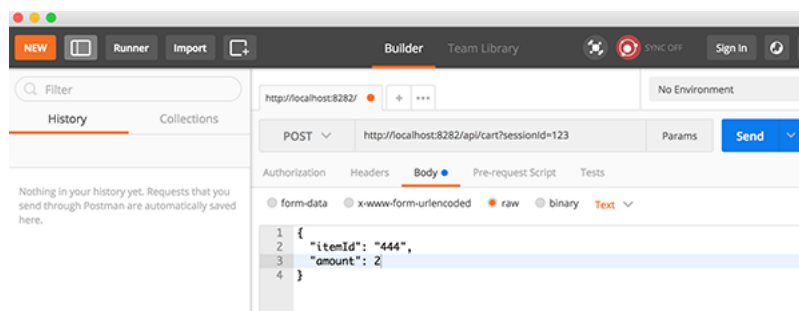 NEW Runner Import Builder Team Library SYNC OFF Sign In
Filter
History Collections
Nothing in your history yet. Requests that you
send through Postman are automatically saved
here.
http://localhost:8282/ + ••• No Environment
POST http://localhost:8282/api/cart?sessionId=123 Params Send
Authorization Headers Body Pre-request Script Tests
form-data x-www-form-urlencoded raw binary Text
1 {
2 "itemId": "444",
3 "amount": 2
4 }